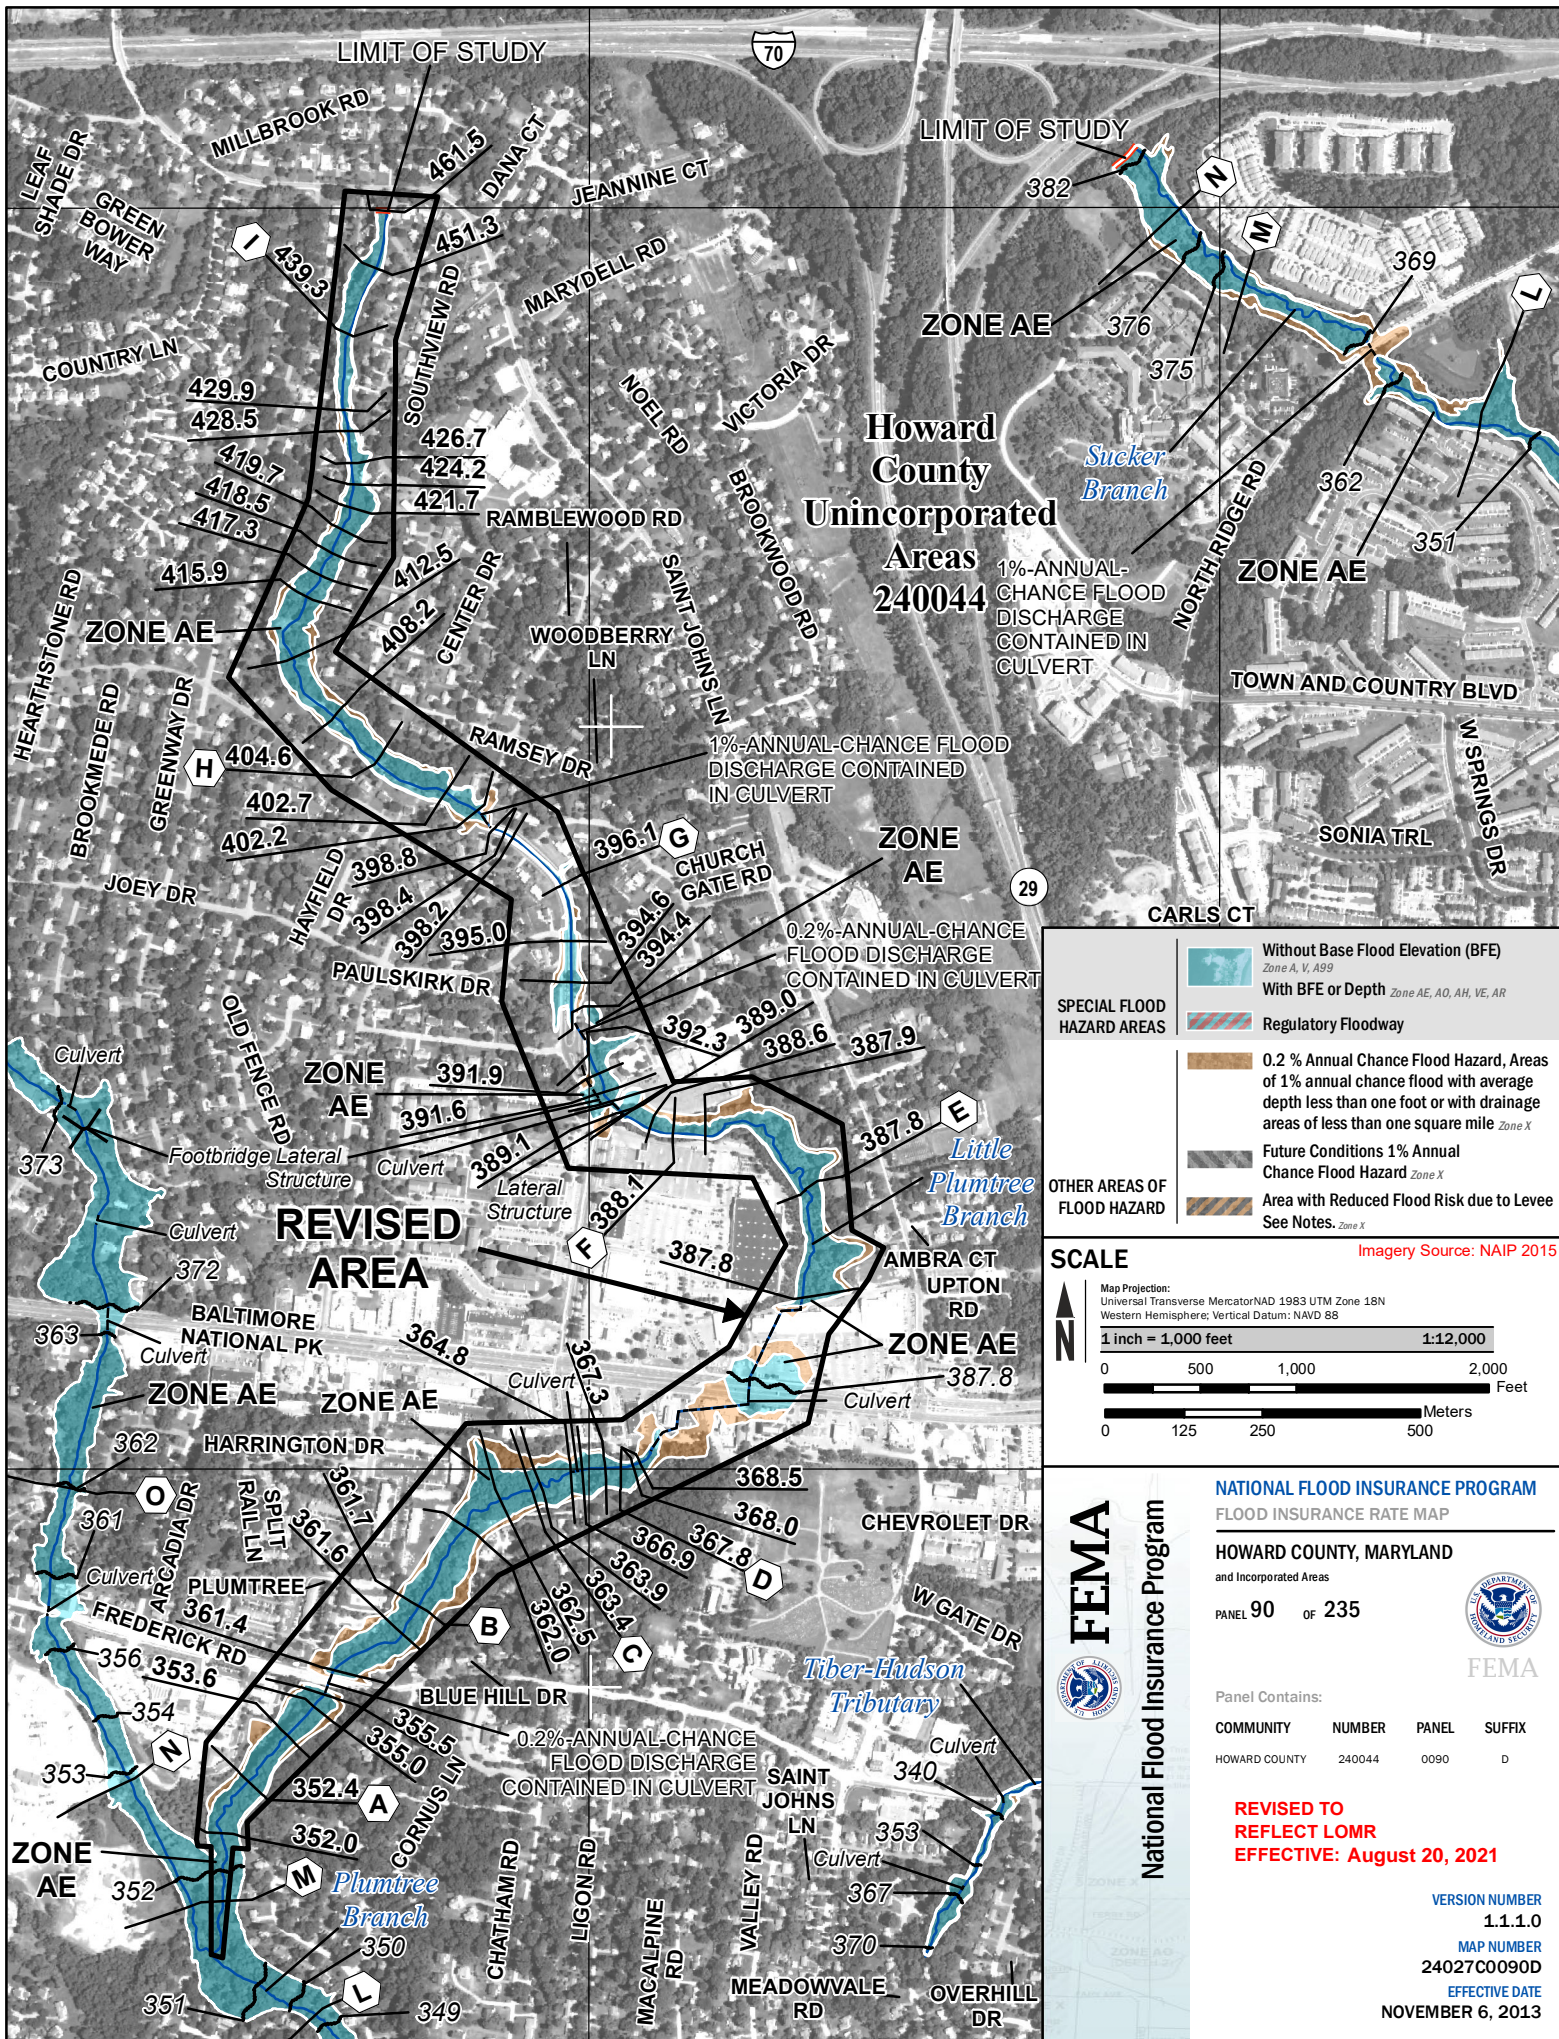 LIMIT OF STUDY
70
MILLBROOK RD
LEAF
SHADE DR
GREEN
BOWER
WAY
461.5
DANA CT
JEANNINE CT
LIMIT OF STUDY
382
N
M
369
L
I
439.3
451.3
MARYDELL RD
SOUTHVIEW RD
COUNTRY LN
ZONE AE
376
375
429.9
428.5
NOEL RD
VICTORIA DR
Howard
County
Unincorporated
Areas
240044
Sucker
Branch
362
351
ZONE AE
NORTH RIDGE RD
426.7
424.2
421.7
419.7
418.5
417.3
415.9
RAMBLEWOOD RD
BROOKWOOD RD
SAINT JOHNS LN
1%-ANNUAL-
CHANCE FLOOD
DISCHARGE
CONTAINED IN
CULVERT
412.5
408.2
CENTER DR
WOODBERRY
LN
HEARTHSTONE RD
ZONE AE
BROOKMEDE RD
GREENWAY DR
TOWN AND COUNTRY BLVD
W SPRINGS DR
SONIA TRL
CARLS CT
H
404.6
RAMSEY DR
1%-ANNUAL-CHANCE FLOOD
DISCHARGE CONTAINED
IN CULVERT
402.7
402.2
HAYFIELD
DR
398.8
398.4
398.2
395.0
396.1
G
CHURCH
GATE RD
394.6
394.4
ZONE
AE
29
0.2%-ANNUAL-CHANCE
FLOOD DISCHARGE
CONTAINED IN CULVERT
JOEY DR
PAULSKIRK DR
OLD FENCE RD
392.3
389.0
388.6
387.9
ZONE
AE
391.9
391.6
389.1
Culvert
Culvert
373
Footbridge Lateral
Structure
Culvert
Lateral
Structure
388.1
F
E
387.8
Little
Plumtree
Branch
REVISED
AREA
387.8
AMBRA CT
UPTON
RD
372
BALTIMORE
NATIONAL PK
363
Culvert
364.8
367.3
Culvert
ZONE AE
387.8
Culvert
ZONE AE
ZONE AE
HARRINGTON DR
362
O
361
ARCADIA DR
SPLIT
RAIL LN
361.7
361.6
368.5
368.0
367.8
366.9
363.9
363.4
362.5
362.0
D
C
B
CHEVROLET DR
W GATE DR
Culvert
PLUMTREE
361.4
FREDERICK RD
356
353.6
354
353
N
BLUE HILL DR
355.5
355.0
0.2%-ANNUAL-CHANCE
FLOOD DISCHARGE
CONTAINED IN CULVERT
Tiber-Hudson
Tributary
Culvert
340
352.4
A
352.0
CORNUS LN
SAINT
JOHNS
LN
353
Culvert
367
370
ZONE
AE
352
M
Plumtree
Branch
350
351
L
349
CHATHAM RD
LIGON RD
MACALPINE
RD
VALLEY RD
MEADOWVALE
RD
OVERHILL
DR
SPECIAL FLOOD
HAZARD AREAS
Without Base Flood Elevation (BFE)
Zone A, V, A99
With BFE or Depth Zone AE, AO, AH, VE, AR
Regulatory Floodway
OTHER AREAS OF
FLOOD HAZARD
0.2 % Annual Chance Flood Hazard, Areas
of 1% annual chance flood with average
depth less than one foot or with drainage
areas of less than one square mile Zone X
Future Conditions 1% Annual
Chance Flood Hazard Zone X
Area with Reduced Flood Risk due to Levee
See Notes. Zone X
SCALE
Imagery Source: NAIP 2015
N
Map Projection:
Universal Transverse MercatorNAD 1983 UTM Zone 18N
Western Hemisphere; Vertical Datum: NAVD 88
1 inch = 1,000 feet 1:12,000
0 500 1,000 2,000
Feet
Meters
0 125 250 500
FEMA
National Flood Insurance Program
NATIONAL FLOOD INSURANCE PROGRAM
FLOOD INSURANCE RATE MAP
HOWARD COUNTY, MARYLAND
and Incorporated Areas
PANEL 90 OF 235
U.S. DEPARTMENT OF
HOMELAND SECURITY
FEMA
Panel Contains:
COMMUNITY NUMBER PANEL SUFFIX
HOWARD COUNTY 240044 0090 D
REVISED TO
REFLECT LOMR
EFFECTIVE: August 20, 2021
VERSION NUMBER
1.1.1.0
MAP NUMBER
24027C0090D
EFFECTIVE DATE
NOVEMBER 6, 2013